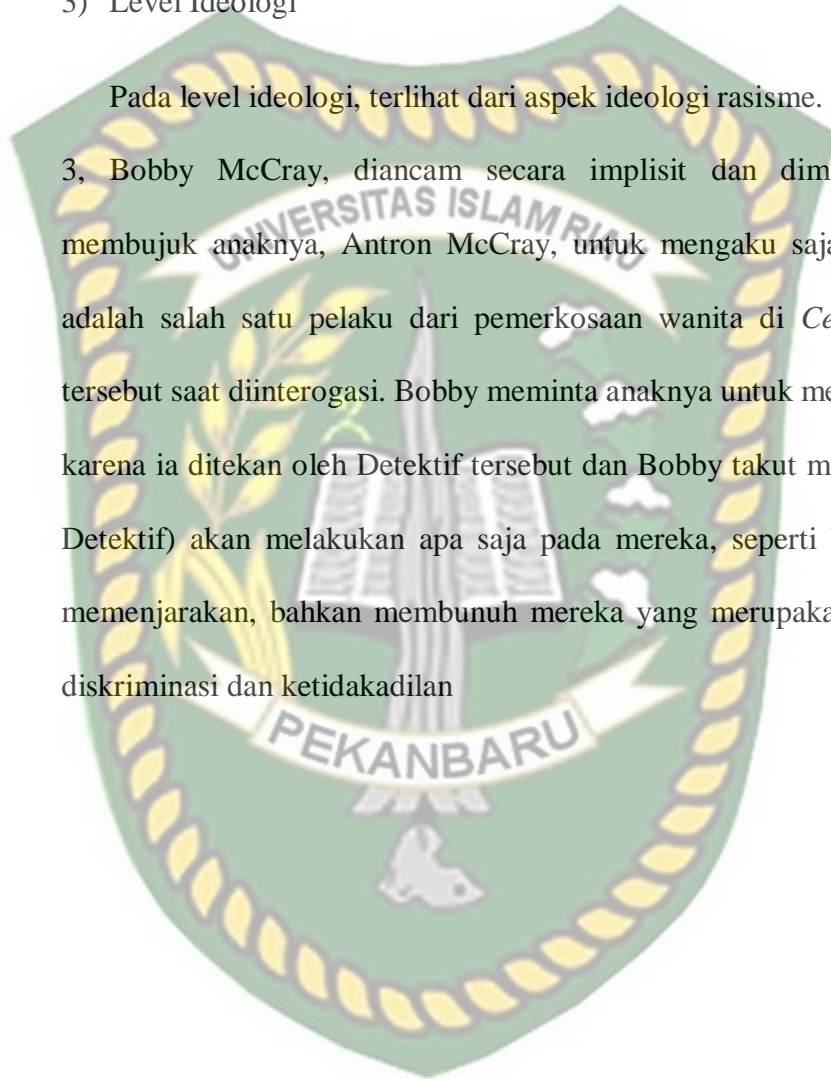 3) Level Ideologi
Pada level ideologi, terlihat dari aspek ideologi rasisme.
3, Bobby McCray, diancam secara implisit dan dim
UNIVERSITAS ISLAM RIAU
membujuk anaknya, Antron McCray, untuk mengaku saja
adalah salah satu pelaku dari pemerkosaan wanita di Ce
tersebut saat diinterogasi. Bobby meminta anaknya untuk me
karena ia ditekan oleh Detektif tersebut dan Bobby takut m
Detektif) akan melakukan apa saja pada mereka, seperti
memenjarakan, bahkan membunuh mereka yang merupaka
diskriminasi dan ketidakadilan
PEKANBARU